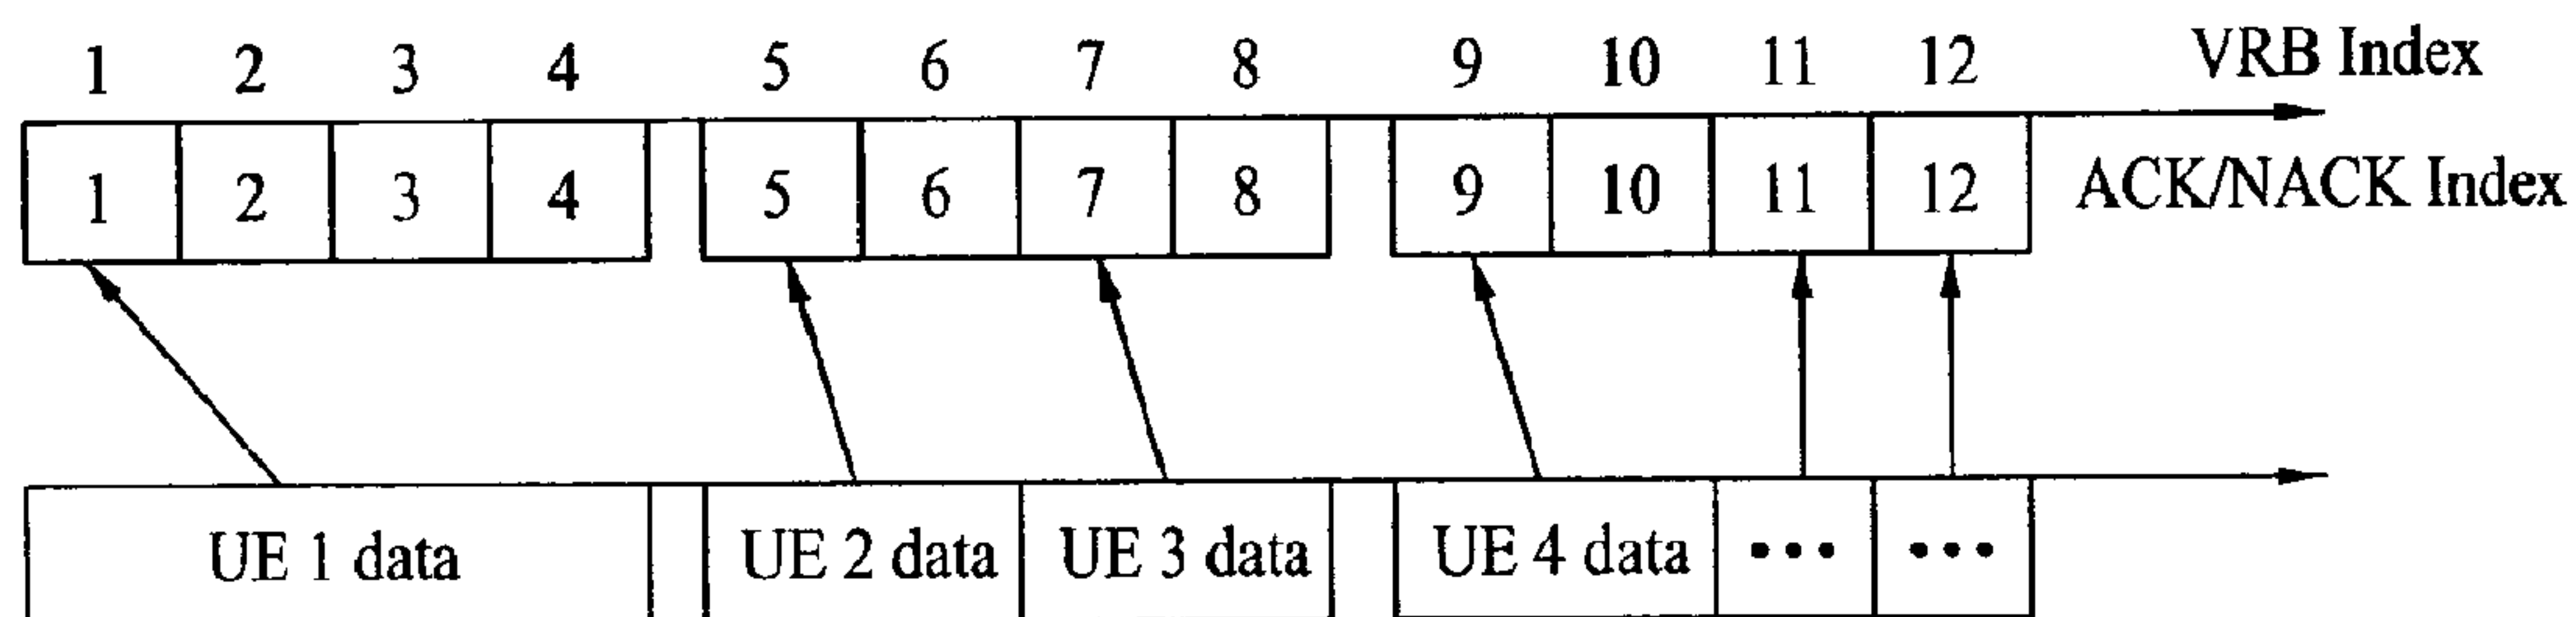 1 2 3 4 5 6 7 8 9 10 11 12 VRB Index
1 2 3 4 5 6 7 8 9 10 11 12 ACK/NACK Index
UE 1 data UE 2 data UE 3 data UE 4 data ••• •••